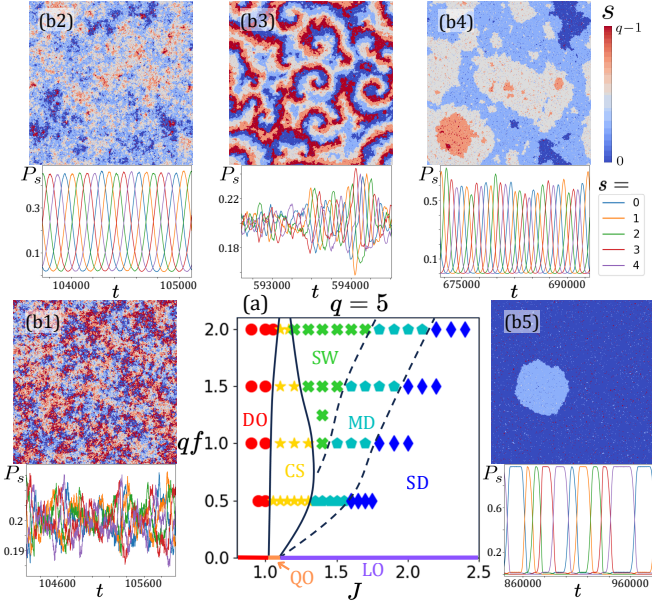 (b2)
(b3)
(b4)
s
q−1
0
P_s
0.3
0.1
104000
105000
t
P_s
0.22
0.18
593000
594000
t
P_s
0.5
0.1
675000
690000
t
s =
0
1
2
3
4
(b1)
P_s
0.2
0.19
104600
105600
t
(a)
q = 5
2.0
1.5
1.0
0.5
0.0
qf
DO
CS
SW
MD
SD
QO
LO
1.0
1.5
2.0
2.5
J
(b5)
P_s
0.6
0.2
860000
960000
t